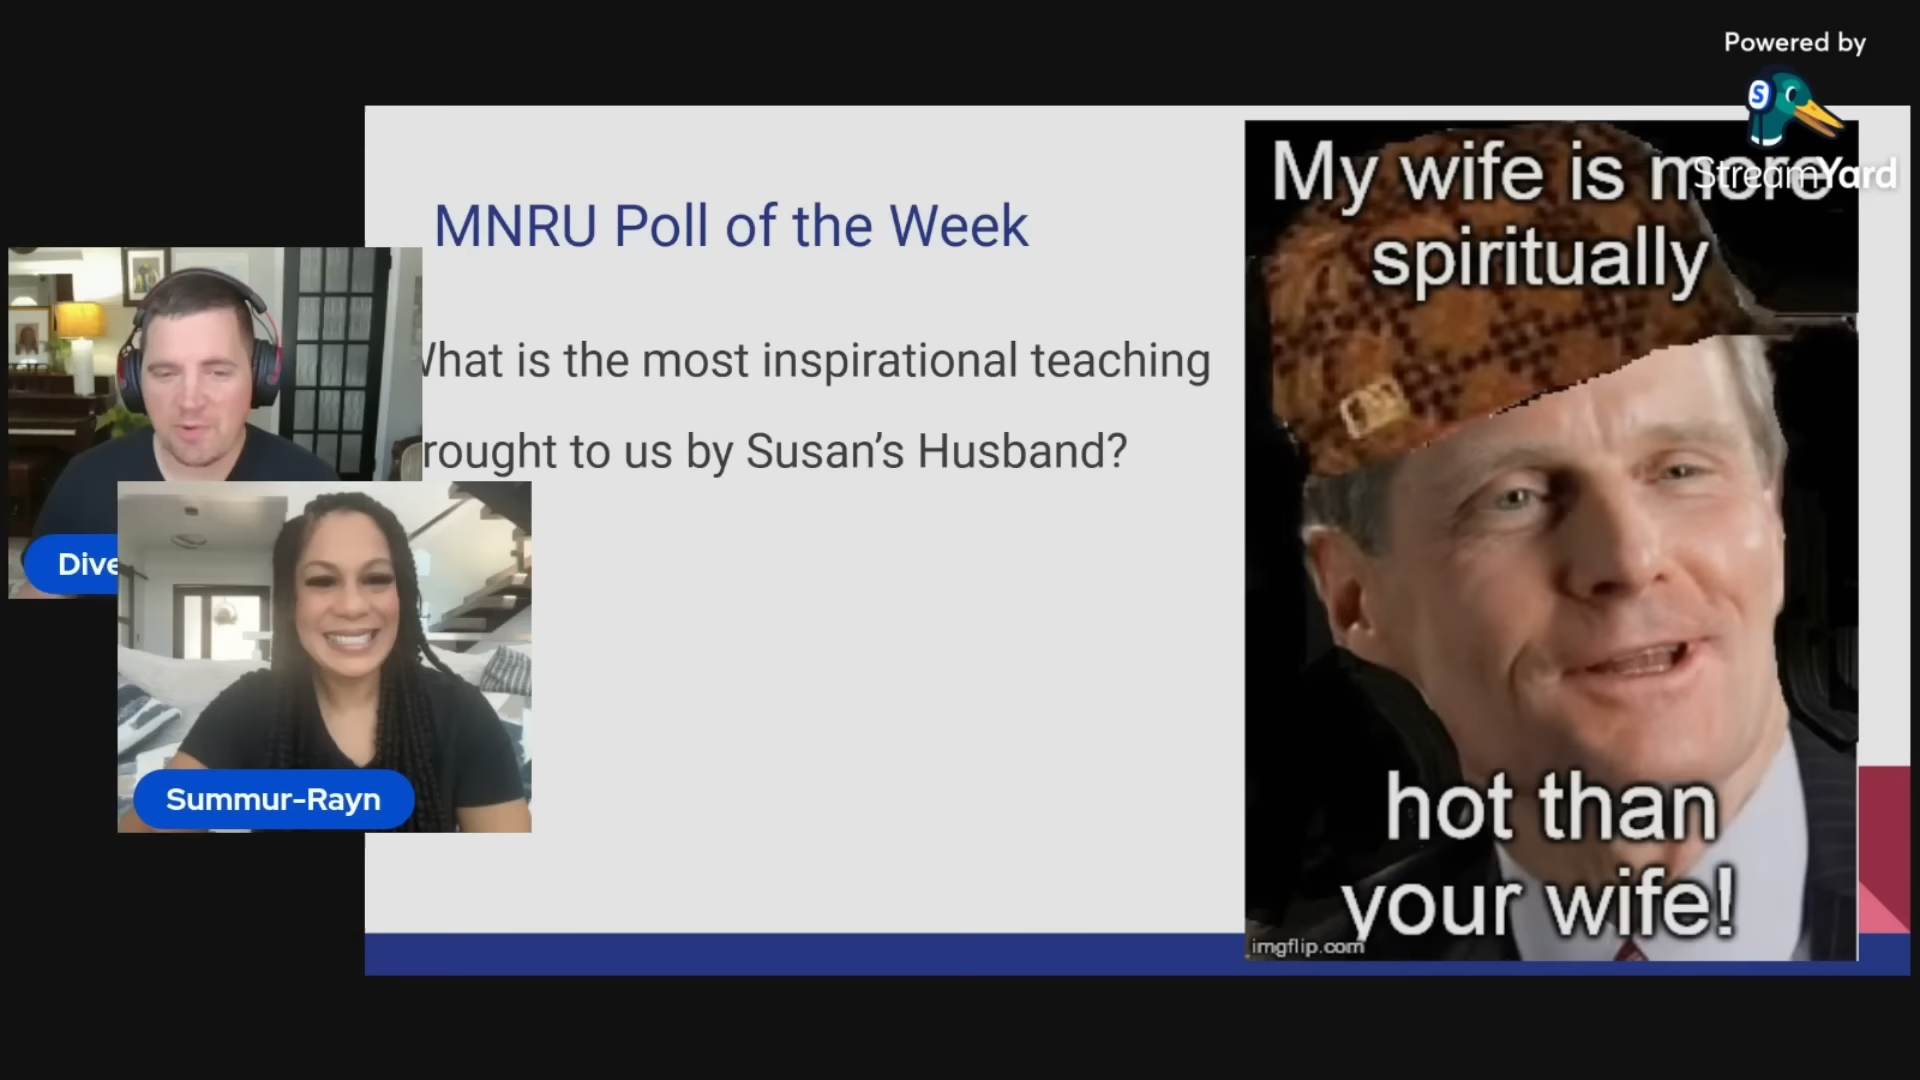 Powered by
StreamYard
MNRU Poll of the Week
What is the most inspirational teaching
rought to us by Susan’s Husband?
My wife is more
spiritually
hot than
your wife!
imgflip.com
Dive
Summur-Rayn